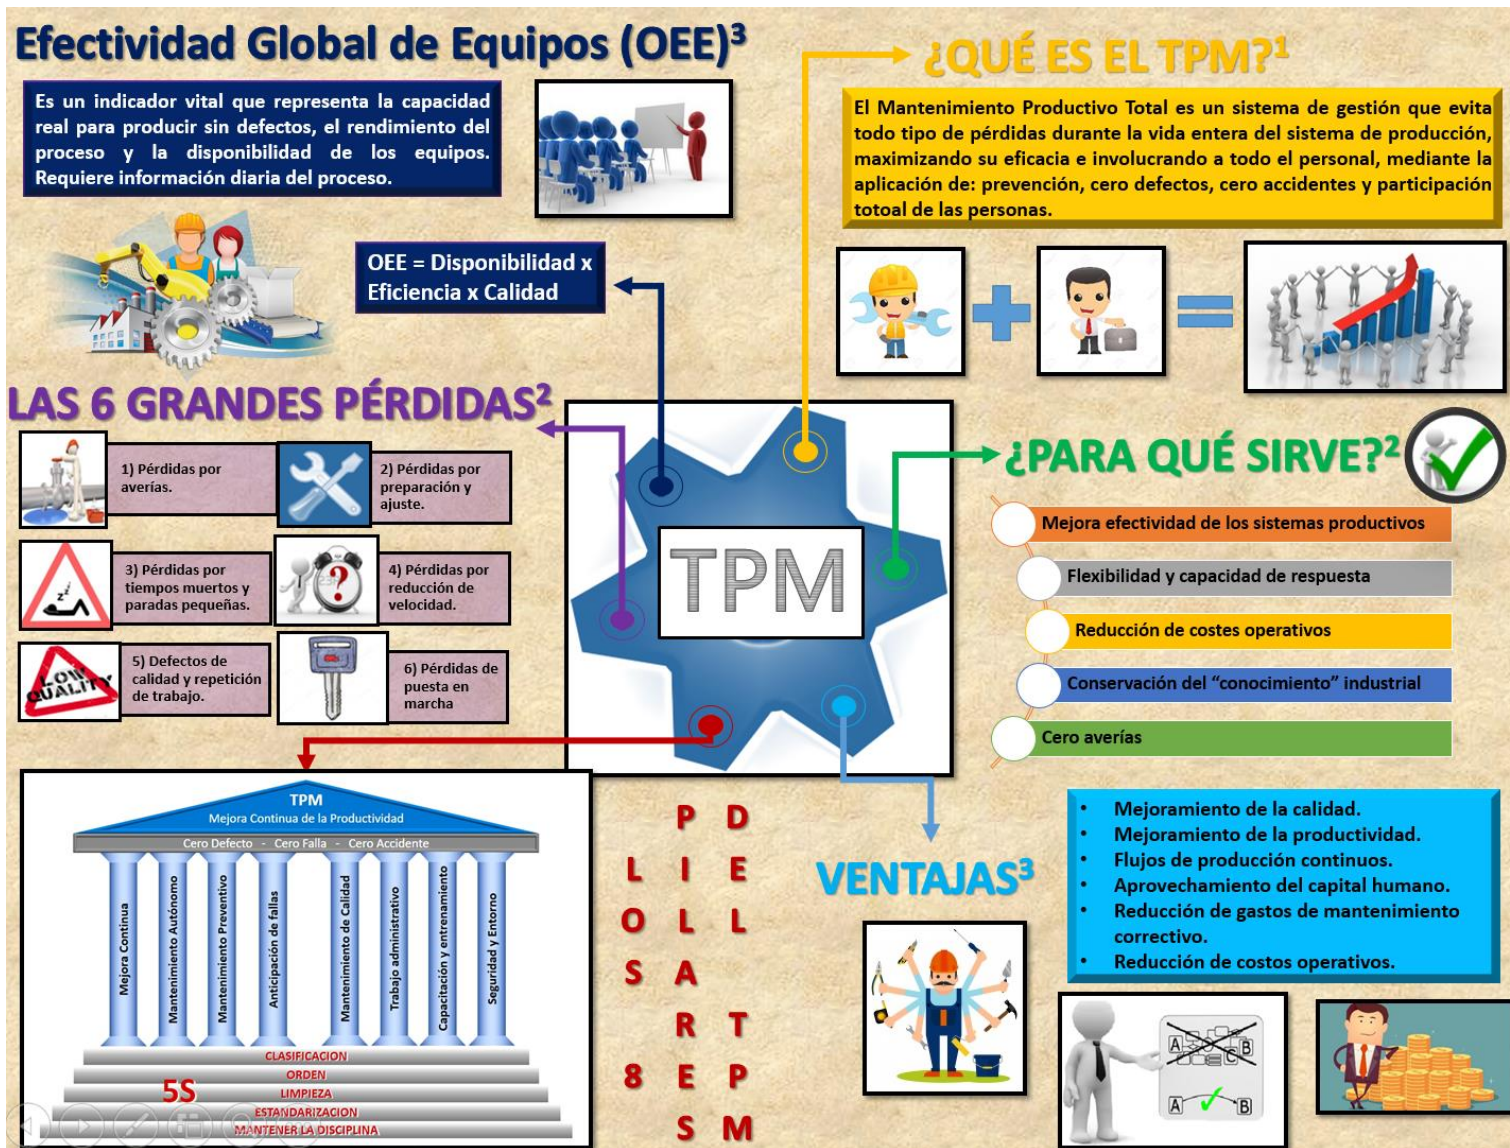 Efectividad Global de Equipos (OEE)³
Es un indicador vital que representa la capacidad
real para producir sin defectos, el rendimiento del
proceso y la disponibilidad de los equipos.
Requiere información diaria del proceso.
OEE = Disponibilidad x
Eficiencia x Calidad
¿QUÉ ES EL TPM?¹
El Mantenimiento Productivo Total es un sistema de gestión que evita
todo tipo de pérdidas durante la vida entera del sistema de producción,
maximizando su eficacia e involucrando a todo el personal, mediante la
aplicación de: prevención, cero defectos, cero accidentes y participación
totoal de las personas.
LAS 6 GRANDES PÉRDIDAS²
1) Pérdidas por
averías.
2) Pérdidas por
preparación y
ajuste.
3) Pérdidas por
tiempos muertos y
paradas pequeñas.
4) Pérdidas por
reducción de
velocidad.
LOW
QUALITY
5) Defectos de
calidad y repetición
de trabajo.
6) Pérdidas de
puesta en
marcha
TPM
¿PARA QUÉ SIRVE?²
Mejora efectividad de los sistemas productivos
Flexibilidad y capacidad de respuesta
Reducción de costes operativos
Conservación del “conocimiento” industrial
Cero averías
TPM
Mejora Continua de la Productividad
Cero Defecto - Cero Falla - Cero Accidente
Mejora Continua
Mantenimiento Autónomo
Mantenimiento Preventivo
Anticipación de fallas
Mantenimiento de Calidad
Trabajo administrativo
Capacitación y entrenamiento
Seguridad y Entorno
5S
CLASIFICACION
ORDEN
LIMPIEZA
ESTANDARIZACION
MANTENER LA DISCIPLINA
LOS 8
PILARES
DEL TPM
VENTAJAS³
• Mejoramiento de la calidad.
• Mejoramiento de la productividad.
• Flujos de producción continuos.
• Aprovechamiento del capital humano.
• Reducción de gastos de mantenimiento
correctivo.
• Reducción de costos operativos.
A C B
A B